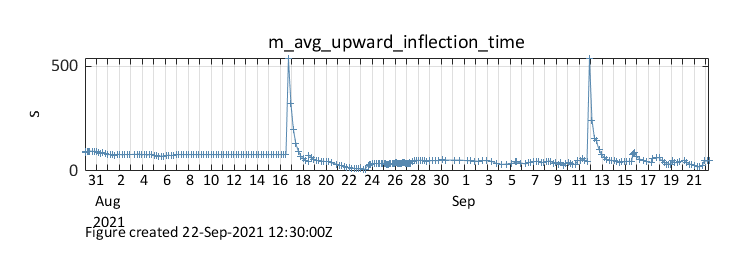 m_avg_upward_inflection_time
500
s
0
31 2 4 6 8 10 12 14 16 18 20 22 24 26 28 30 1 3 5 7 9 11 13 15 17 19 21
Aug Sep
2021
Figure created 22-Sep-2021 12:30:00Z